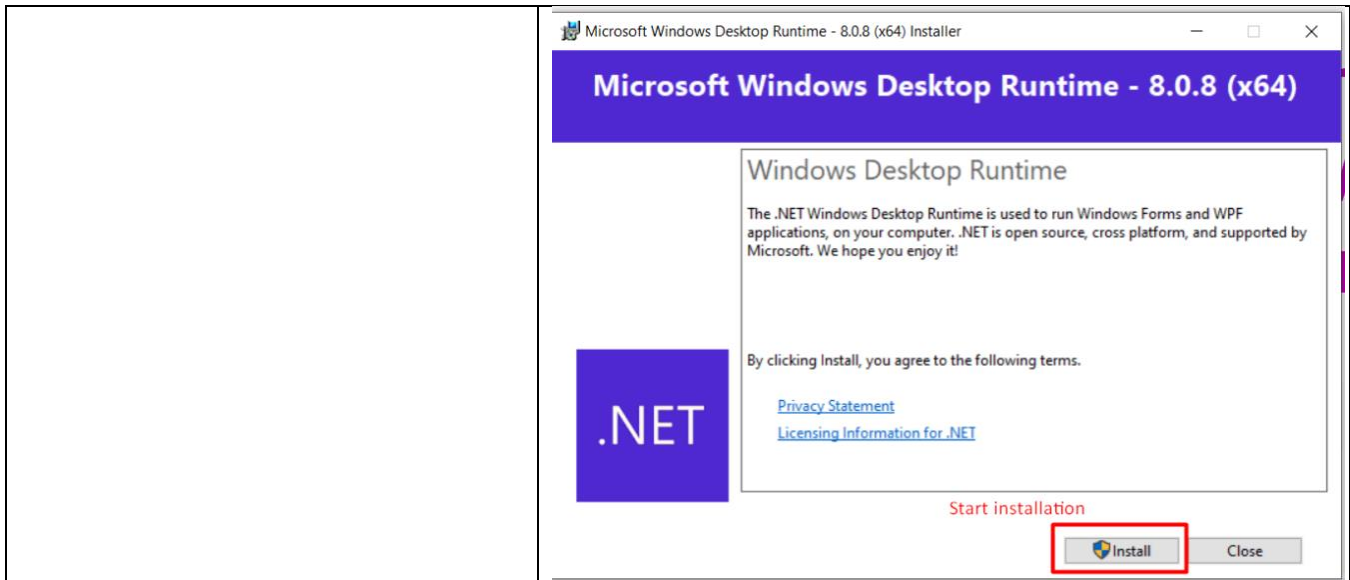 Microsoft Windows Desktop Runtime - 8.0.8 (x64) Installer
Microsoft Windows Desktop Runtime - 8.0.8 (x64)
Windows Desktop Runtime
The .NET Windows Desktop Runtime is used to run Windows Forms and WPF
applications, on your computer. .NET is open source, cross platform, and supported by
Microsoft. We hope you enjoy it!
By clicking Install, you agree to the following terms.
Privacy Statement
Licensing Information for .NET
.NET
Start installation
Install
Close